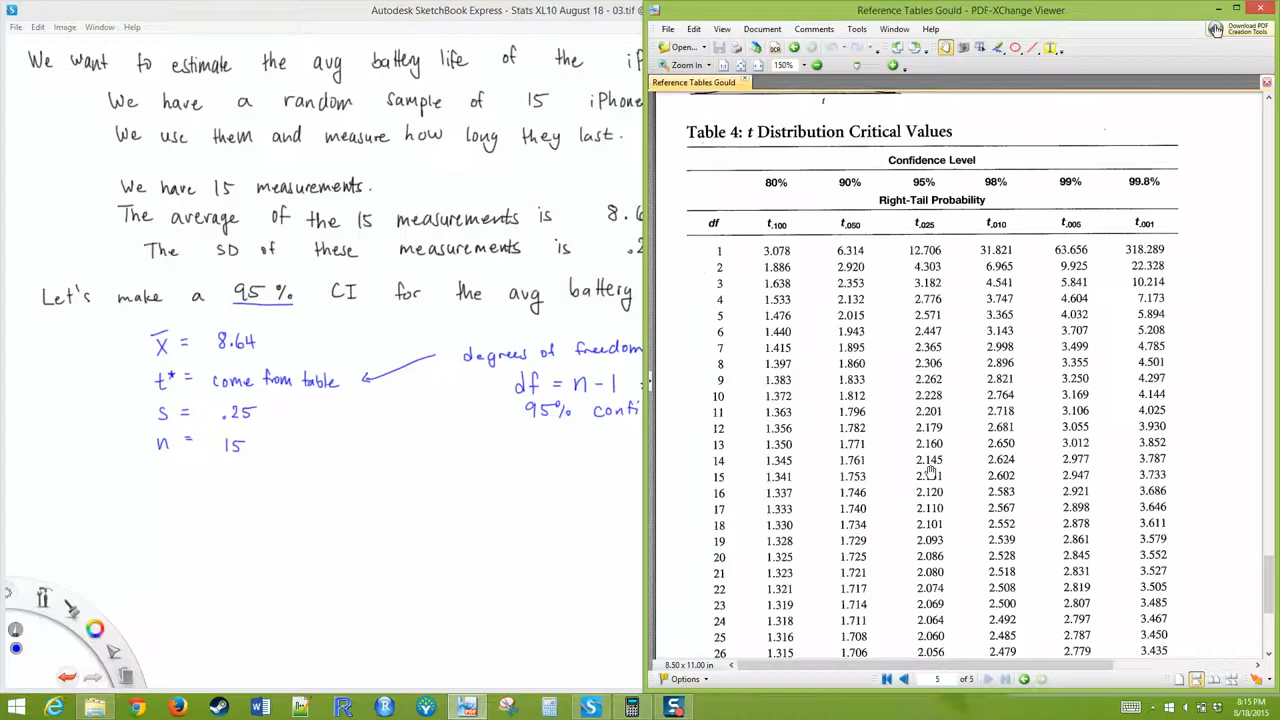 Autodesk SketchBook Express - Stats XL10 August 18 - 03.tif
File Edit Image Window Help
We want to estimate the avg battery life of the
We have a random sample of 15 iPhone
We use them and measure how long they last.
We have 15 measurements.
The average of the 15 measurements is 8.6
The SD of these measurements is .2
Let's make a 95% CI for the avg battery
x̄ = 8.64
t* = come from table
s = .25
n = 15
degrees of freedom
df = n - 1 =
95% confi
Reference Tables Gould - PDF-XChange Viewer
File Edit View Document Comments Tools Window Help
Download PDF
Creation Tools
Open...
Zoom In 150%
Reference Tables Gould
t
Table 4: t Distribution Critical Values
Confidence Level
80% 90% 95% 98% 99% 99.8%
Right-Tail Probability
df t.100 t.050 t.025 t.010 t.005 t.001
1 3.078 6.314 12.706 31.821 63.656 318.289
2 1.886 2.920 4.303 6.965 9.925 22.328
3 1.638 2.353 3.182 4.541 5.841 10.214
4 1.533 2.132 2.776 3.747 4.604 7.173
5 1.476 2.015 2.571 3.365 4.032 5.894
6 1.440 1.943 2.447 3.143 3.707 5.208
7 1.415 1.895 2.365 2.998 3.499 4.785
8 1.397 1.860 2.306 2.896 3.355 4.501
9 1.383 1.833 2.262 2.821 3.250 4.297
10 1.372 1.812 2.228 2.764 3.169 4.144
11 1.363 1.796 2.201 2.718 3.106 4.025
12 1.356 1.782 2.179 2.681 3.055 3.930
13 1.350 1.771 2.160 2.650 3.012 3.852
14 1.345 1.761 2.145 2.624 2.977 3.787
15 1.341 1.753 2.602 2.947 3.733
16 1.337 1.746 2.120 2.583 2.921 3.686
17 1.333 1.740 2.110 2.567 2.898 3.646
18 1.330 1.734 2.101 2.552 2.878 3.611
19 1.328 1.729 2.093 2.539 2.861 3.579
20 1.325 1.725 2.086 2.528 2.845 3.552
21 1.323 1.721 2.080 2.518 2.831 3.527
22 1.321 1.717 2.074 2.508 2.819 3.505
23 1.319 1.714 2.069 2.500 2.807 3.485
24 1.318 1.711 2.064 2.492 2.797 3.467
25 1.316 1.708 2.060 2.485 2.787 3.450
26 1.315 1.706 2.056 2.479 2.779 3.435
8.50 x 11.00 in
Options 5 of 5
8:15 PM
8/18/2015